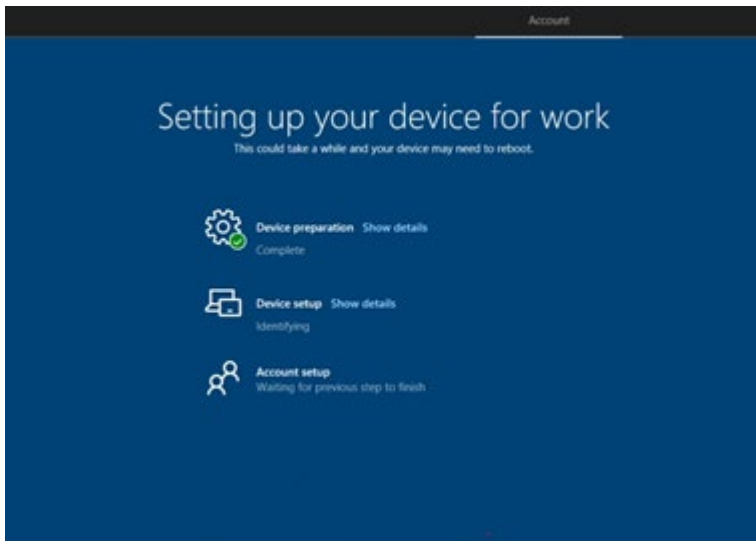 Account
Setting up your device for work
This could take a while and your device may need to reboot.
Device preparation Show details
Complete
Device setup Show details
Identifying
Account setup
Waiting for previous step to finish